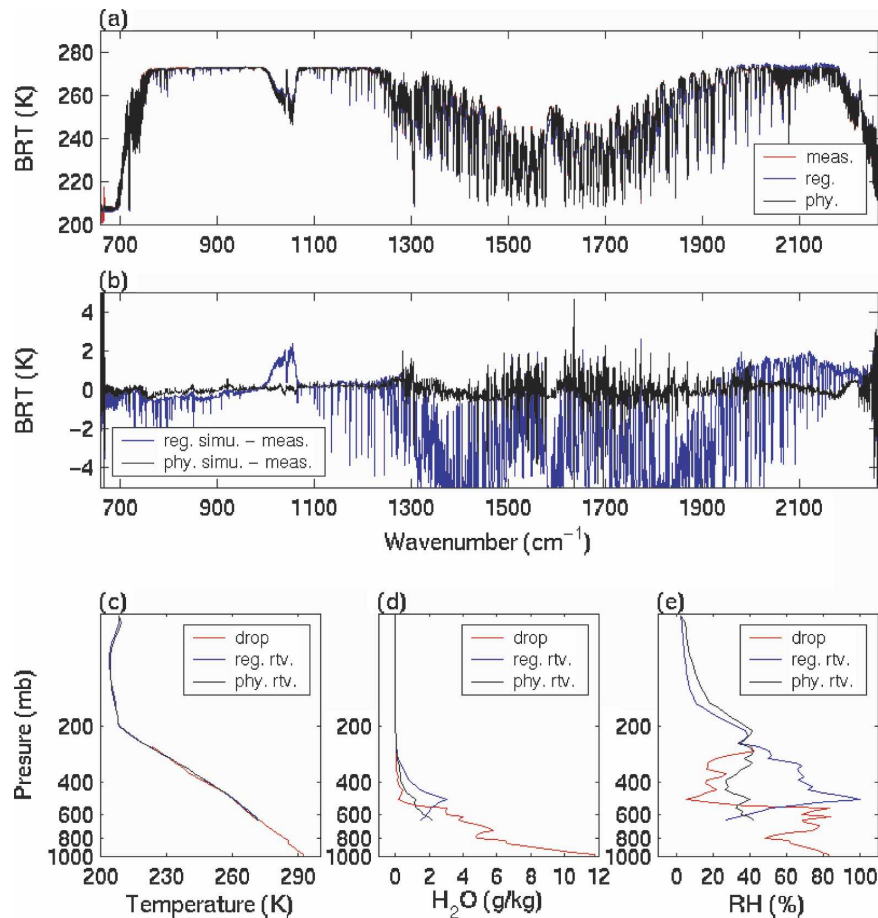 (a)
280
260
240
220
200
BRT (K)
meas.
reg.
phy.
700 900 1100 1300 1500 1700 1900 2100
(b)
4
2
0
-2
-4
BRT (K)
reg. simu. - meas.
phy. simu. - meas.
700 900 1100 1300 1500 1700 1900 2100
Wavenumber (cm⁻¹)
(c) (d) (e)
drop
reg. rtv.
phy. rtv.
drop
reg. rtv.
phy. rtv.
drop
reg. rtv.
phy. rtv.
Presure (mb)
200
400
600
800
1000
200
400
600
800
1000
200
400
600
800
1000
200 230 260 300
0 2 4 6 8 10 12
0 20 40 60 80 100
Temperature (K)
H₂O (g/kg)
RH (%)